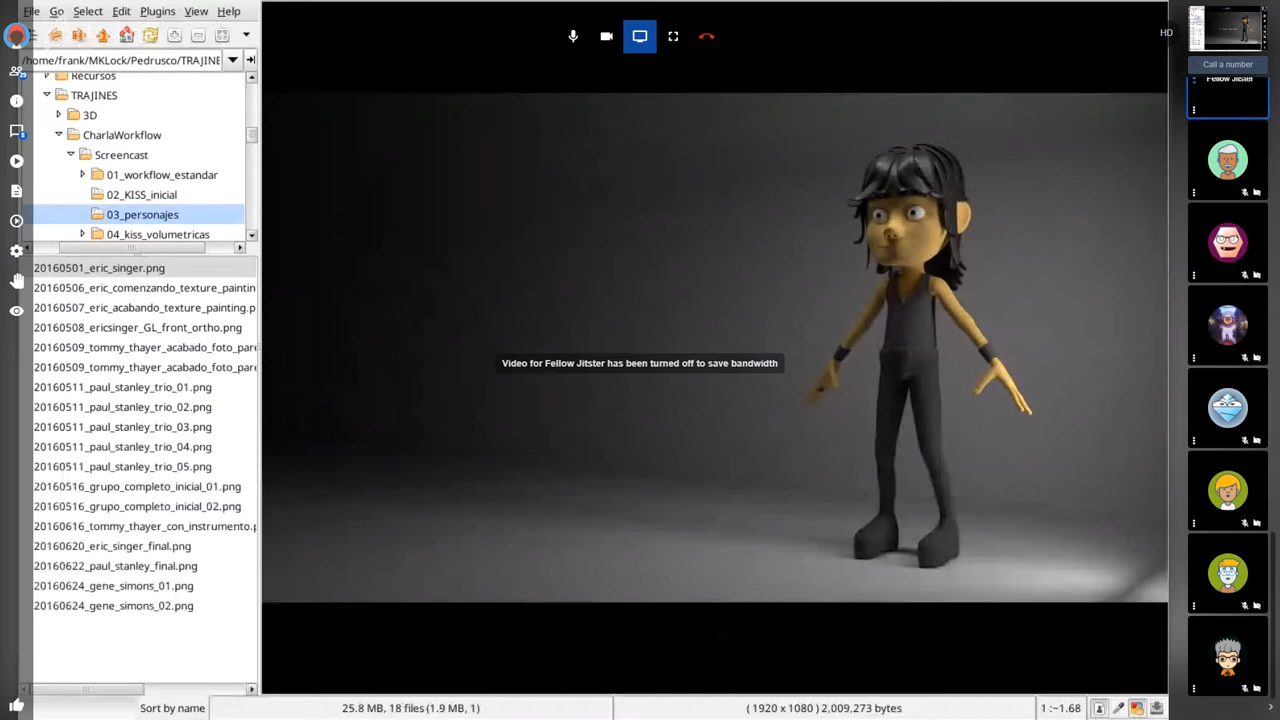 File Go Select Edit Plugins View Help
/home/frank/MKLock/Pedrusco/TRAJINE
Recursos
TRAJINES
3D
CharlaWorkflow
Screencast
01_workflow_estandar
02_KISS_inicial
03_personajes
04_kiss_volumetricas
20160501_eric_singer.png
20160506_eric_comenzando_texture_paintin
20160507_eric_acabando_texture_painting.p
20160508_ericsinger_GL_front_ortho.png
20160509_tommy_thayer_acabado_foto_pare
20160509_tommy_thayer_acabado_foto_pare
20160511_paul_stanley_trio_01.png
20160511_paul_stanley_trio_02.png
20160511_paul_stanley_trio_03.png
20160511_paul_stanley_trio_04.png
20160511_paul_stanley_trio_05.png
20160516_grupo_completo_inicial_01.png
20160516_grupo_completo_inicial_02.png
20160616_tommy_thayer_con_instrumento.p
20160620_eric_singer_final.png
20160622_paul_stanley_final.png
20160624_gene_simons_01.png
20160624_gene_simons_02.png
Sort by name
25.8 MB, 18 files (1.9 MB, 1)
( 1920 x 1080 ) 2,009,273 bytes
1 :~1.68
Video for Fellow Jitster has been turned off to save bandwidth
HD
Call a number
Fellow Jitster